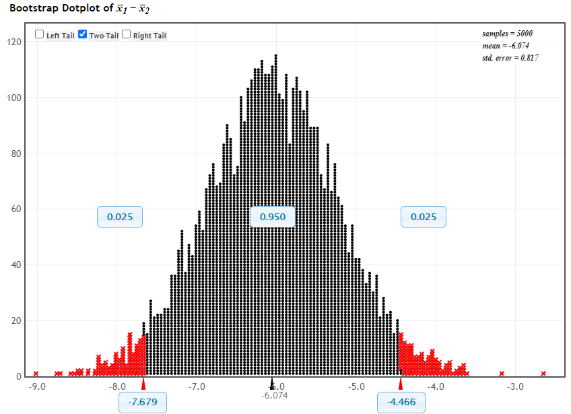 Bootstrap Dotplot of x̄₁ − x̄₂
Left Tail Two-Tail Right Tail
samples = 5000
mean = -6.074
std. error = 0.817
120
100
80
60
40
20
0
0.025 0.950 0.025
-9.0 -8.0 -7.0 -6.0 -5.0 -4.0 -3.0
-6.074
-7.679 -4.466